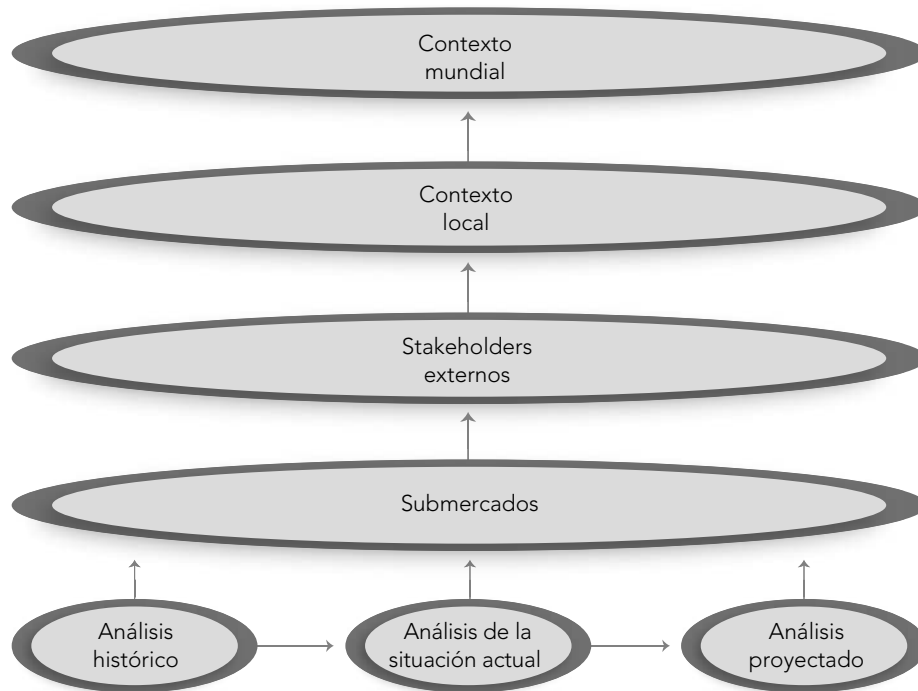 Contexto
mundial
Contexto
local
Stakeholders
externos
Submercados
Análisis
histórico
Análisis de la
situación actual
Análisis
proyectado